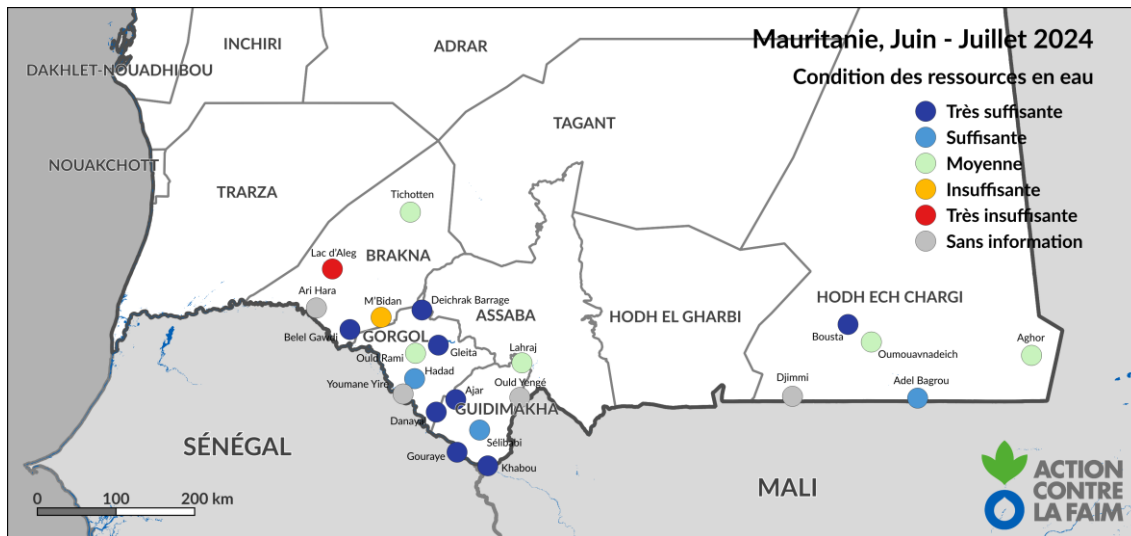 Mauritanie, Juin - Juillet 2024
Condition des ressources en eau
Très suffisante
Suffisante
Moyenne
Insuffisante
Très insuffisante
Sans information
INCHIRI
ADRAR
DAKHLET-NOUADHIBOU
TAGANT
NOUAKCHOTT
TRARZA
Tichotten
BRAKNA
Lac d'Aleg
Ari Hara
M'Bidan
Deichrak Barrage
ASSABA
HODH EL GHARBI
HODH ECH CHARGI
Belel Gawdi
GORGOL
Gleita
Lahraj
Bousta
Oumouavnadeich
Aghor
Ould Rami
Hadad
Youmane Yiré
Ajar
Ould Yengé
Djimmi
Adel Bagrou
GUIDIMAKHA
Danaya
Sélibabi
Gouraye
Khabou
SÉNÉGAL
MALI
0 100 200 km
ACTION
CONTRE
LA FAIM